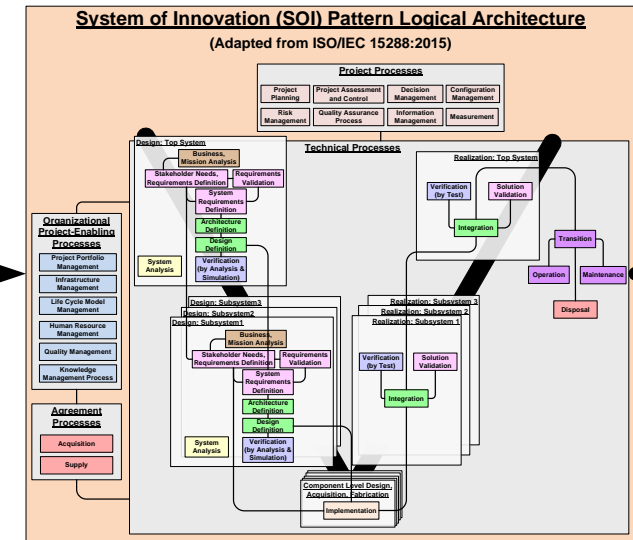 System of Innovation (SOI) Pattern Logical Architecture
(Adapted from ISO/IEC 15288:2015)
Project Processes
Project
Planning
Project Assessment
and Control
Decision
Management
Configuration
Management
Risk
Management
Quality Assurance
Process
Information
Management
Measurement
Technical Processes
Design: Top System
Business,
Mission Analysis
Stakeholder Needs,
Requirements Definition
Requirements
Validation
System
Requirements
Definition
Architecture
Definition
Design
Definition
System
Analysis
Verification
(by Analysis &
Simulation)
Realization: Top System
Verification
(by Test)
Solution
Validation
Integration
Transition
Operation
Maintenance
Disposal
Organizational
Project-Enabling
Processes
Project Portfolio
Management
Infrastructure
Management
Life Cycle Model
Management
Human Resource
Management
Quality Management
Knowledge
Management Process
Agreement
Processes
Acquisition
Supply
Design: Subsystem3
Design: Subsystem2
Design: Subsystem1
Business,
Mission Analysis
Stakeholder Needs,
Requirements Definition
Requirements
Validation
System
Requirements
Definition
Architecture
Definition
Design
Definition
System
Analysis
Verification
(by Analysis &
Simulation)
Realization: Subsystem 3
Realization: Subsystem 2
Realization: Subsystem 1
Verification
(by Test)
Solution
Validation
Integration
Component Level Design,
Acquisition, Fabrication
Implementation